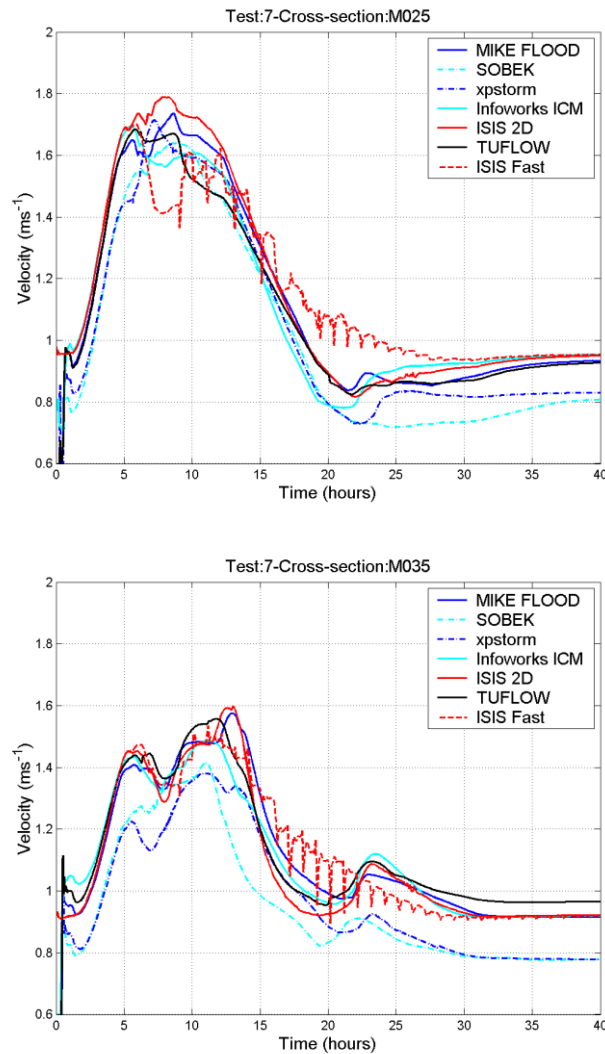 Test:7-Cross-section:M025
2
1.8
1.6
1.4
1.2
1
0.8
0.6
Velocity (ms⁻¹)
MIKE FLOOD
SOBEK
xpstorm
Infoworks ICM
ISIS 2D
TUFLOW
ISIS Fast
0 5 10 15 20 25 30 35 40
Time (hours)
Test:7-Cross-section:M035
2
1.8
1.6
1.4
1.2
1
0.8
0.6
Velocity (ms⁻¹)
MIKE FLOOD
SOBEK
xpstorm
Infoworks ICM
ISIS 2D
TUFLOW
ISIS Fast
0 5 10 15 20 25 30 35 40
Time (hours)